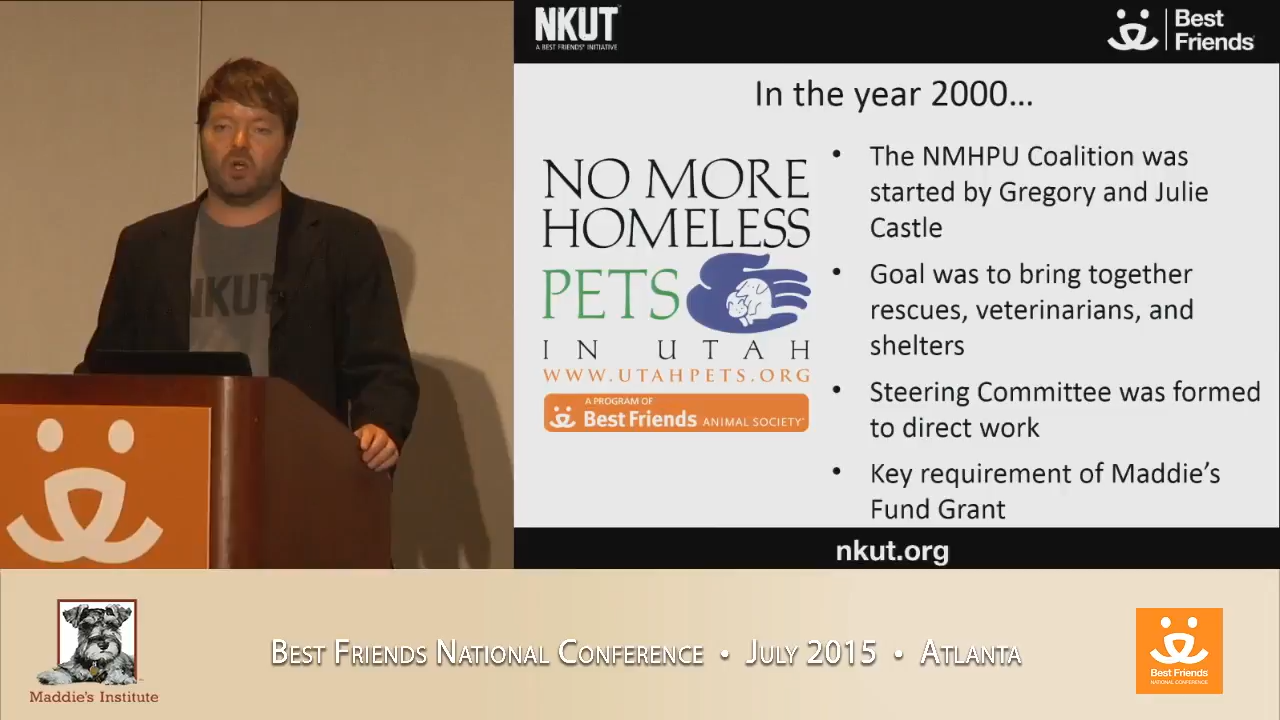 NKUT
A BEST FRIENDS' INITIATIVE
Best
Friends
In the year 2000...
NO MORE
HOMELESS
PETS
IN UTAH
WWW.UTAHPETS.ORG
A PROGRAM OF
Best Friends ANIMAL SOCIETY
• The NMHPU Coalition was
started by Gregory and Julie
Castle
• Goal was to bring together
rescues, veterinarians, and
shelters
• Steering Committee was formed
to direct work
• Key requirement of Maddie's
Fund Grant
nkut.org
NKUT
Maddie's Institute
BEST FRIENDS NATIONAL CONFERENCE • JULY 2015 • ATLANTA
Best Friends
NATIONAL CONFERENCE